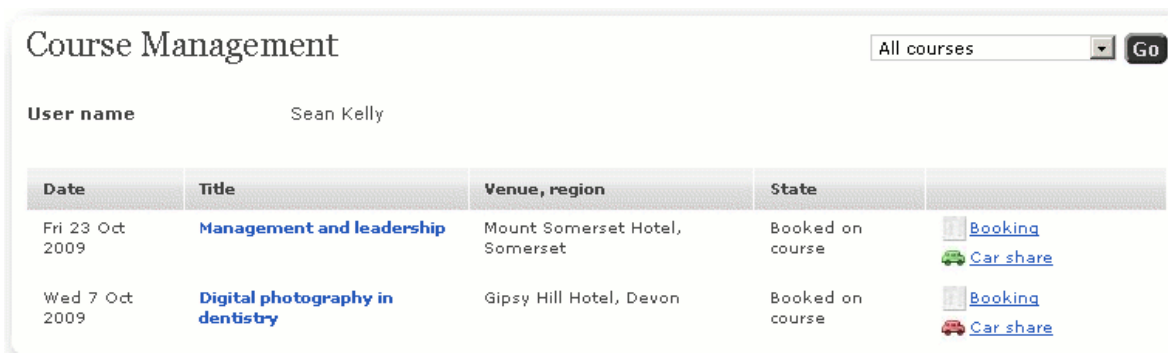 Course Management
All courses
Go
User name Sean Kelly
Date Title Venue, region State
Fri 23 Oct Management and leadership Mount Somerset Hotel, Booked on Booking
2009 Somerset course Car share
Wed 7 Oct Digital photography in Gipsy Hill Hotel, Devon Booked on Booking
2009 dentistry course Car share